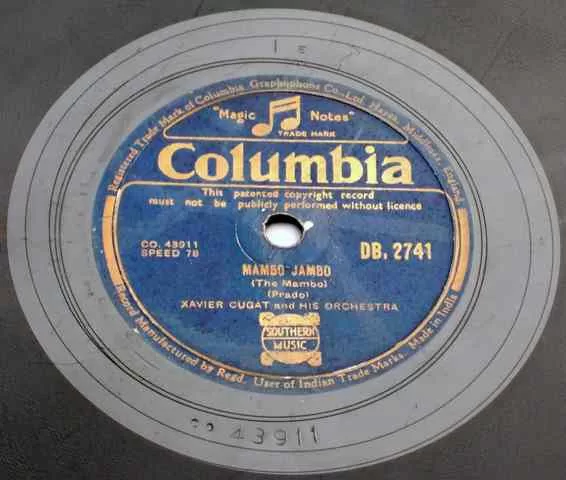 1 E 7
Registered Trade Mark of Columbia Graphophone Co., Ltd. Hayes, Middlesex, England.
"Magic Notes"
TRADE MARK
Columbia
This patented copyright record
must not be publicly performed without licence
CO. 43911
SPEED 78
DB. 2741
MAMBO JAMBO
(The Mambo)
(Prado)
XAVIER CUGAT and HIS ORCHESTRA
SOUTHERN
MUSIC
Record Manufactured by Regd. User of Indian Trade Marks. Made in India
CO 43911